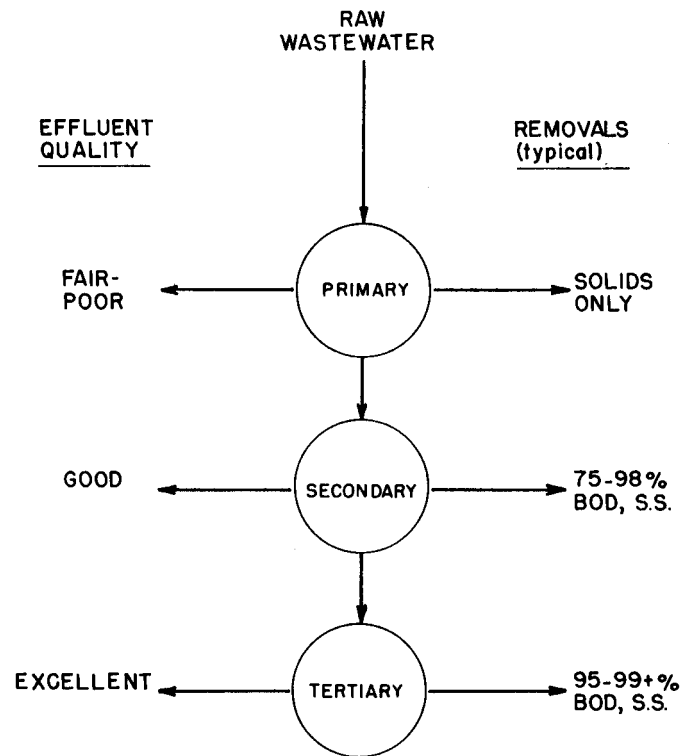 RAW
WASTEWATER
EFFLUENT
QUALITY
REMOVALS
(typical)
FAIR-
POOR
PRIMARY
SOLIDS
ONLY
GOOD
SECONDARY
75-98%
BOD, S.S.
EXCELLENT
TERTIARY
95-99+%
BOD, S.S.